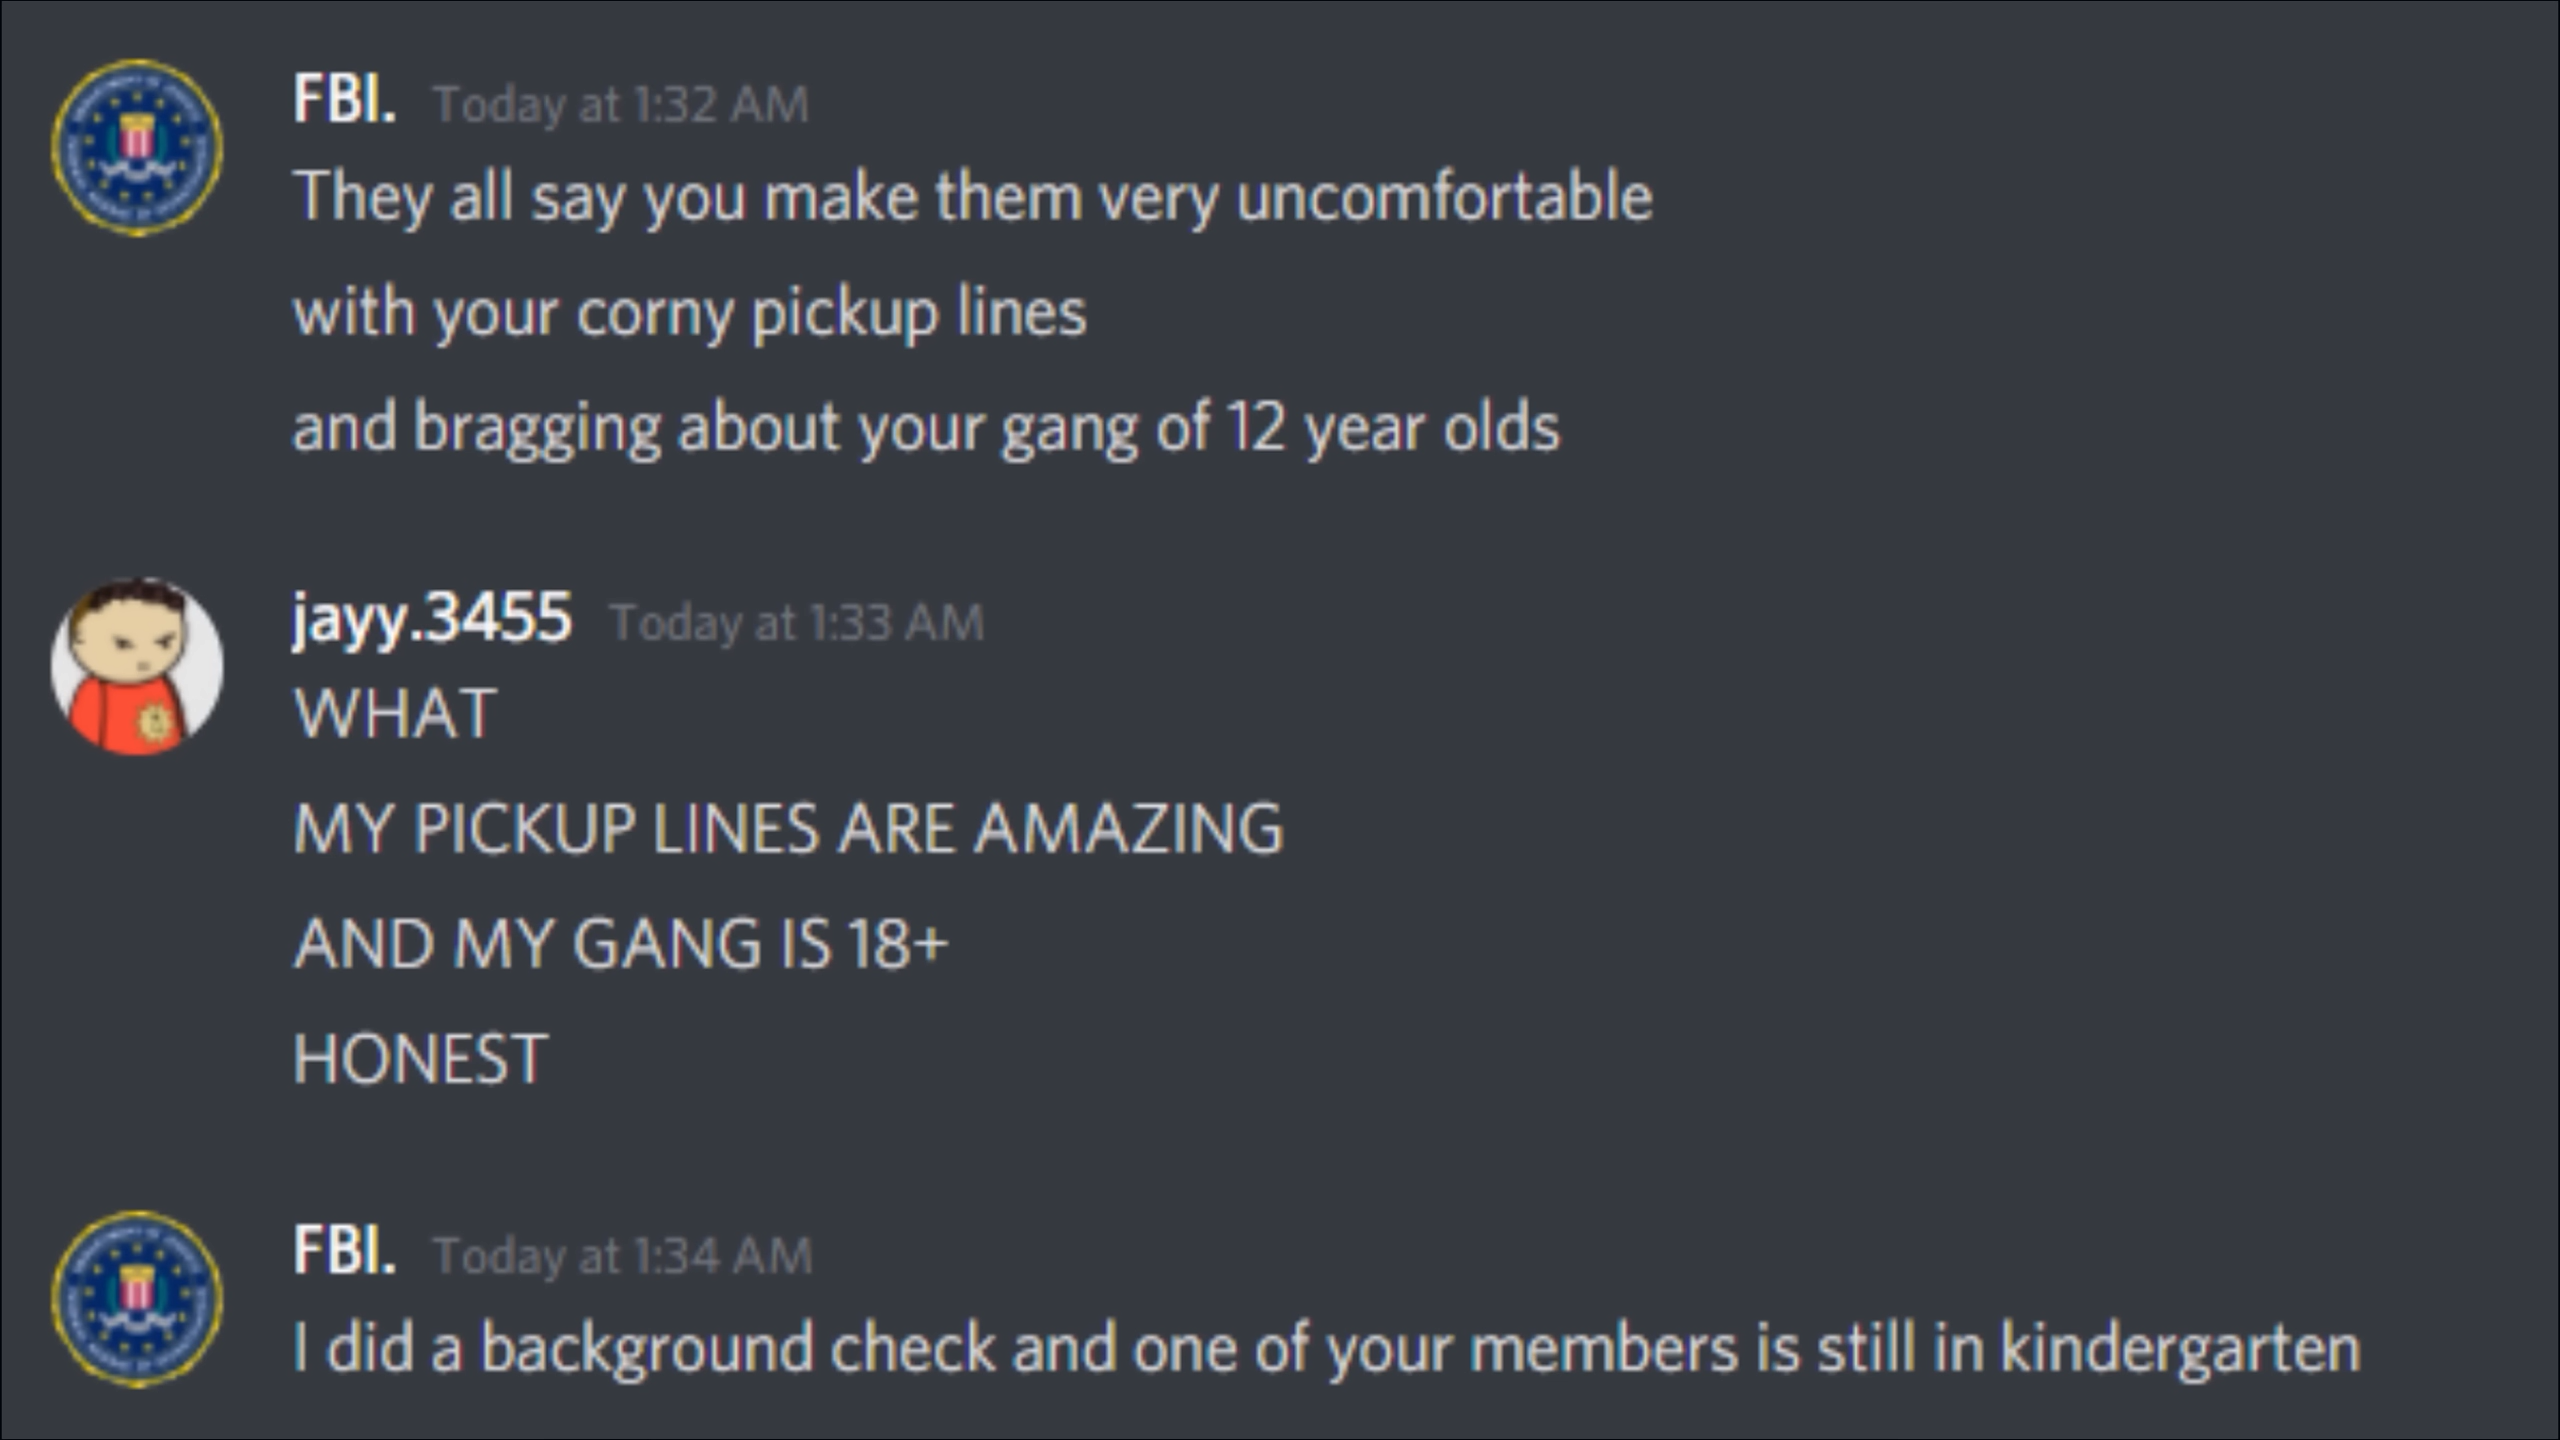 FBI. Today at 1:32 AM
They all say you make them very uncomfortable
with your corny pickup lines
and bragging about your gang of 12 year olds
jayy.3455 Today at 1:33 AM
WHAT
MY PICKUP LINES ARE AMAZING
AND MY GANG IS 18+
HONEST
FBI. Today at 1:34 AM
I did a background check and one of your members is still in kindergarten